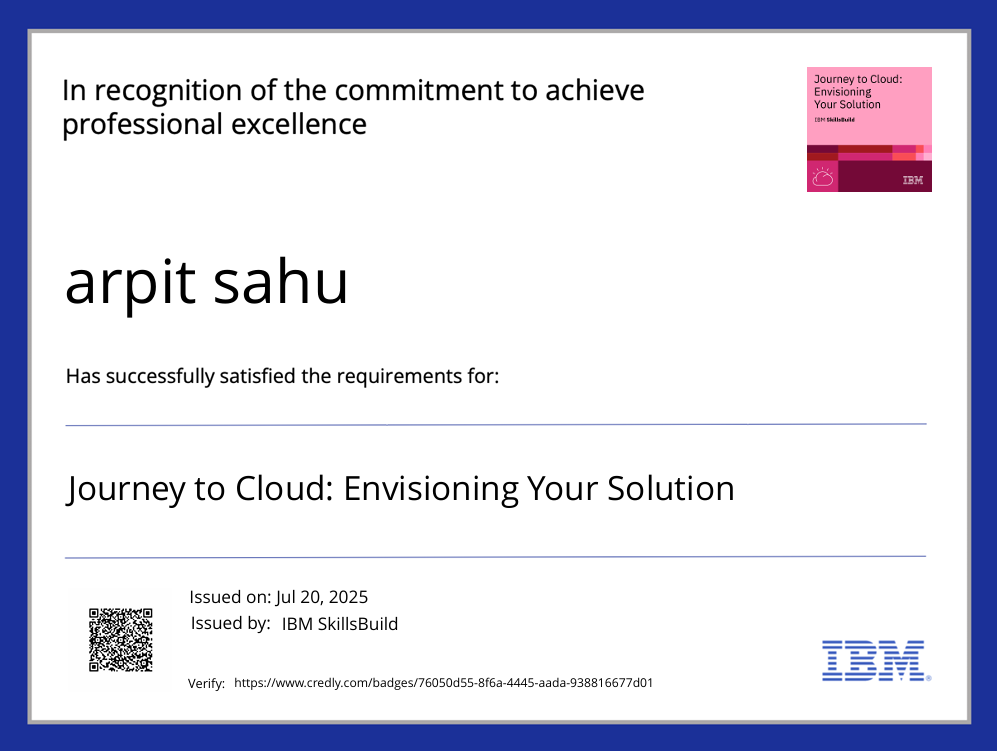 In recognition of the commitment to achieve
professional excellence
Journey to Cloud:
Envisioning
Your Solution
IBM SkillsBuild
IBM
arpit sahu
Has successfully satisfied the requirements for:
Journey to Cloud: Envisioning Your Solution
Issued on: Jul 20, 2025
Issued by: IBM SkillsBuild
Verify: https://www.credly.com/badges/76050d55-8f6a-4445-aada-938816677d01
IBM®